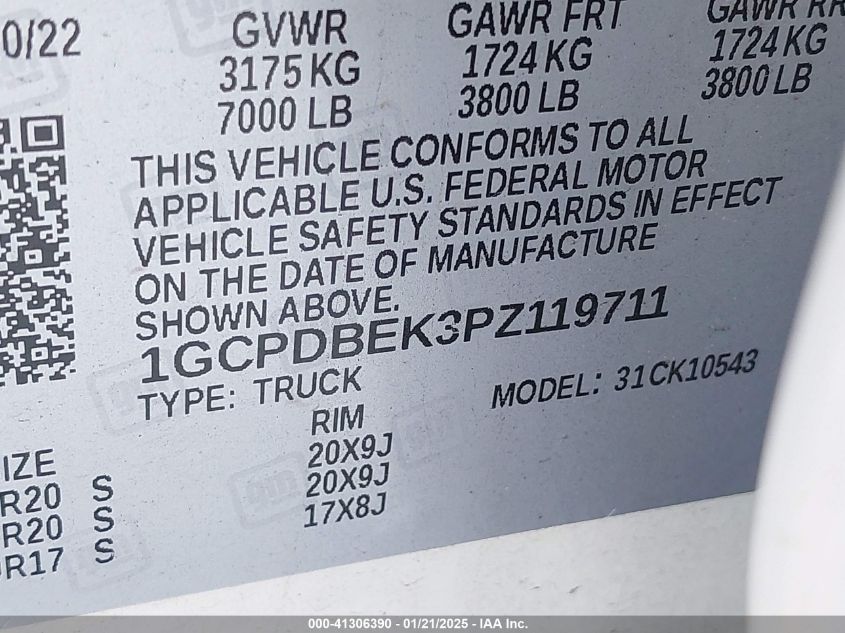 0/22 GVWR GAWR FRT GAWR RR
3175 KG 1724 KG 1724 KG
7000 LB 3800 LB 3800 LB
THIS VEHICLE CONFORMS TO ALL
APPLICABLE U.S. FEDERAL MOTOR
VEHICLE SAFETY STANDARDS IN EFFECT
ON THE DATE OF MANUFACTURE
SHOWN ABOVE.
1GCPDBEK3PZ119711
TYPE: TRUCK MODEL: 31CK10543
IZE RIM
R20 S 20X9J
R20 S 20X9J
R17 S 17X8J
gm
000-41306390 - 01/21/2025 - IAA Inc.